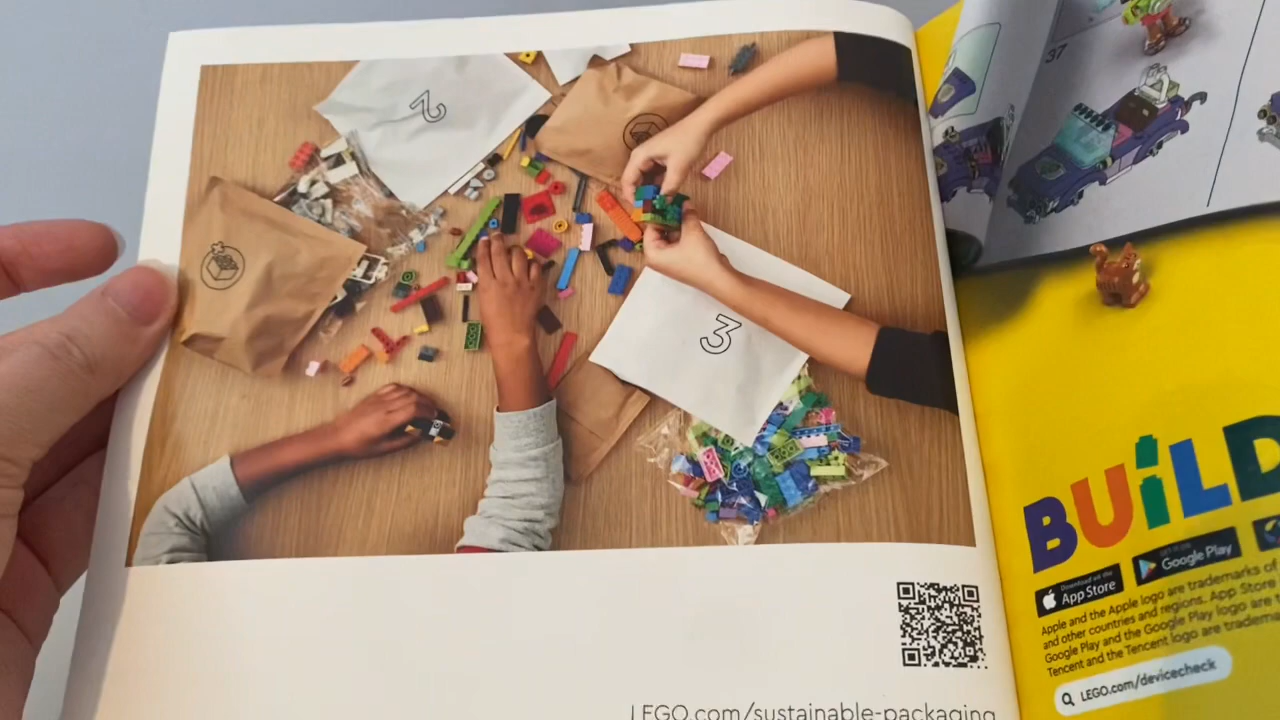 2
3
LEGO.com/sustainable-packaging
37
BUiLD
Download on the
App Store
GET IT ON
Google Play
Apple and the Apple logo are trademarks of
and other countries and regions. App Store
Google Play and the Google Play logo are
Tencent and the Tencent logo are tradema
LEGO.com/devicecheck